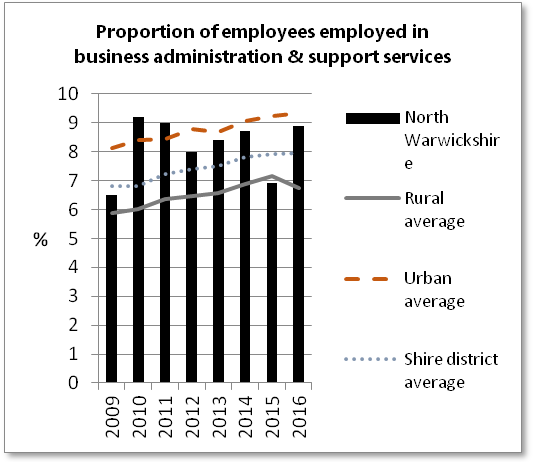 Proportion of employees employed in
business administration & support services
10
9
8
7
6
5
4
3
2
1
0
%
2009
2010
2011
2012
2013
2014
2015
2016
North
Warwickshir
e
Rural
average
Urban
average
Shire district
average